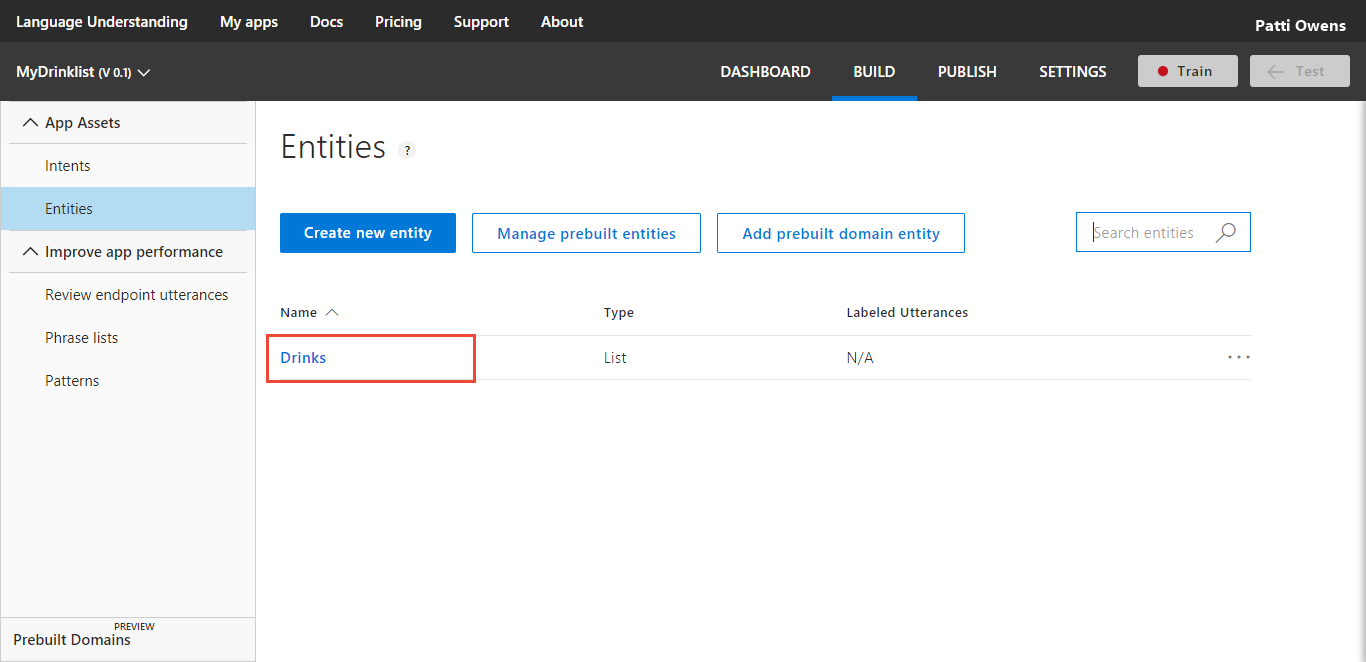 Language Understanding My apps Docs Pricing Support About Patti Owens
MyDrinklist (V 0.1) DASHBOARD BUILD PUBLISH SETTINGS Train Test
App Assets
Intents
Entities
Improve app performance
Review endpoint utterances
Phrase lists
Patterns
PREVIEW
Prebuilt Domains
Entities ?
Create new entity Manage prebuilt entities Add prebuilt domain entity Search entities
Name Type Labeled Utterances
Drinks List N/A ...